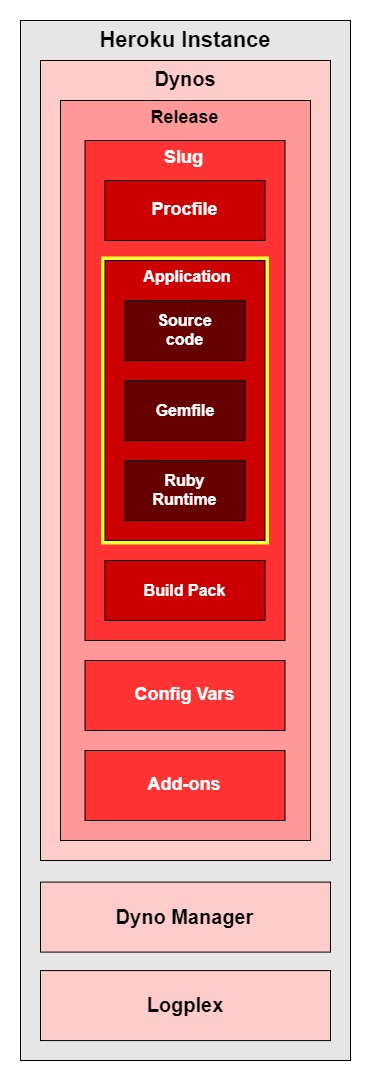 Heroku Instance
Dynos
Release
Slug
Procfile
Application
Source
code
Gemfile
Ruby
Runtime
Build Pack
Config Vars
Add-ons
Dyno Manager
Logplex